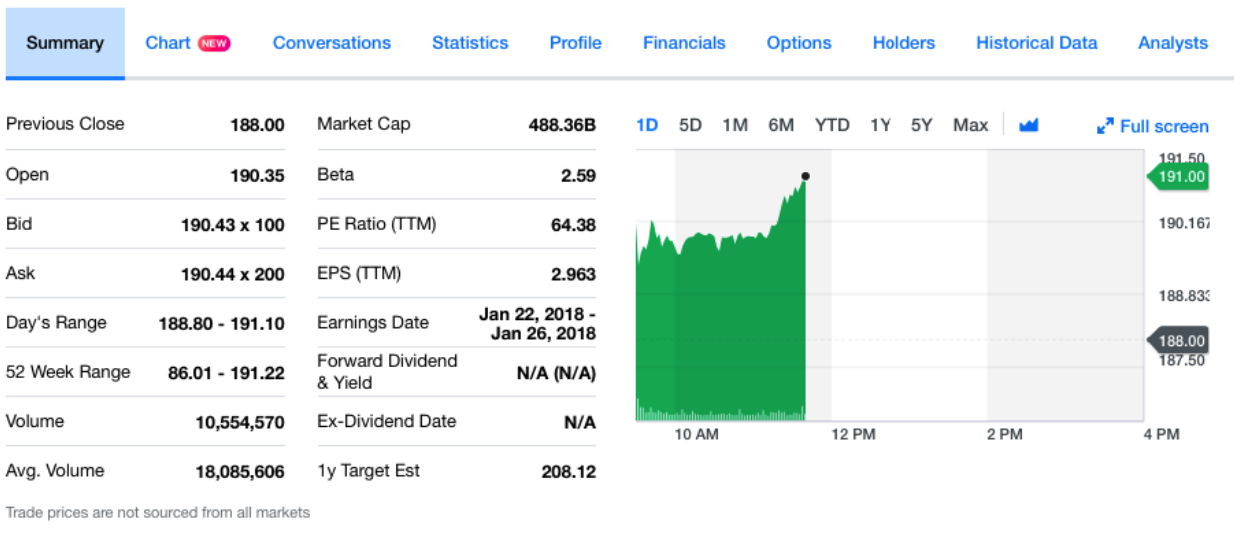 Summary Chart NEW Conversations Statistics Profile Financials Options Holders Historical Data Analysts
Previous Close 188.00
Open 190.35
Bid 190.43 x 100
Ask 190.44 x 200
Day's Range 188.80 - 191.10
52 Week Range 86.01 - 191.22
Volume 10,554,570
Avg. Volume 18,085,606
Market Cap 488.36B
Beta 2.59
PE Ratio (TTM) 64.38
EPS (TTM) 2.963
Earnings Date Jan 22, 2018 -
Jan 26, 2018
Forward Dividend
& Yield N/A (N/A)
Ex-Dividend Date N/A
1y Target Est 208.12
1D 5D 1M 6M YTD 1Y 5Y Max Full screen
191.50
191.00
190.167
188.833
188.00
187.50
10 AM 12 PM 2 PM 4 PM
Trade prices are not sourced from all markets